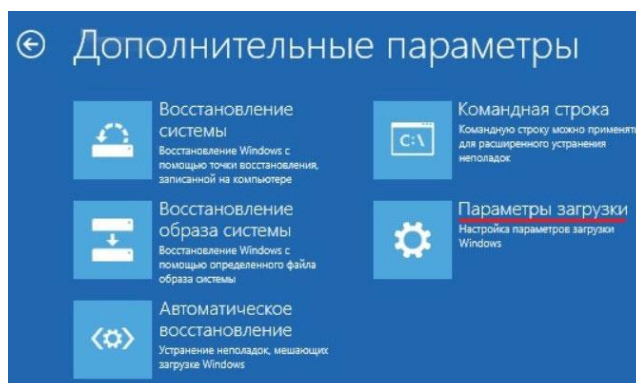 Дополнительные параметры
Восстановление
системы
Восстановление Windows с
помощью точки восстановления,
записанной на компьютере
Восстановление
образа системы
Восстановление Windows с
помощью определенного файла
образа системы
Автоматическое
восстановление
Устранение неполадок, мешающих
загрузке Windows
C:\
Командная строка
Командную строку можно применять
для расширенного устранения
неполадок
Параметры загрузки
Настройка параметров загрузки
Windows